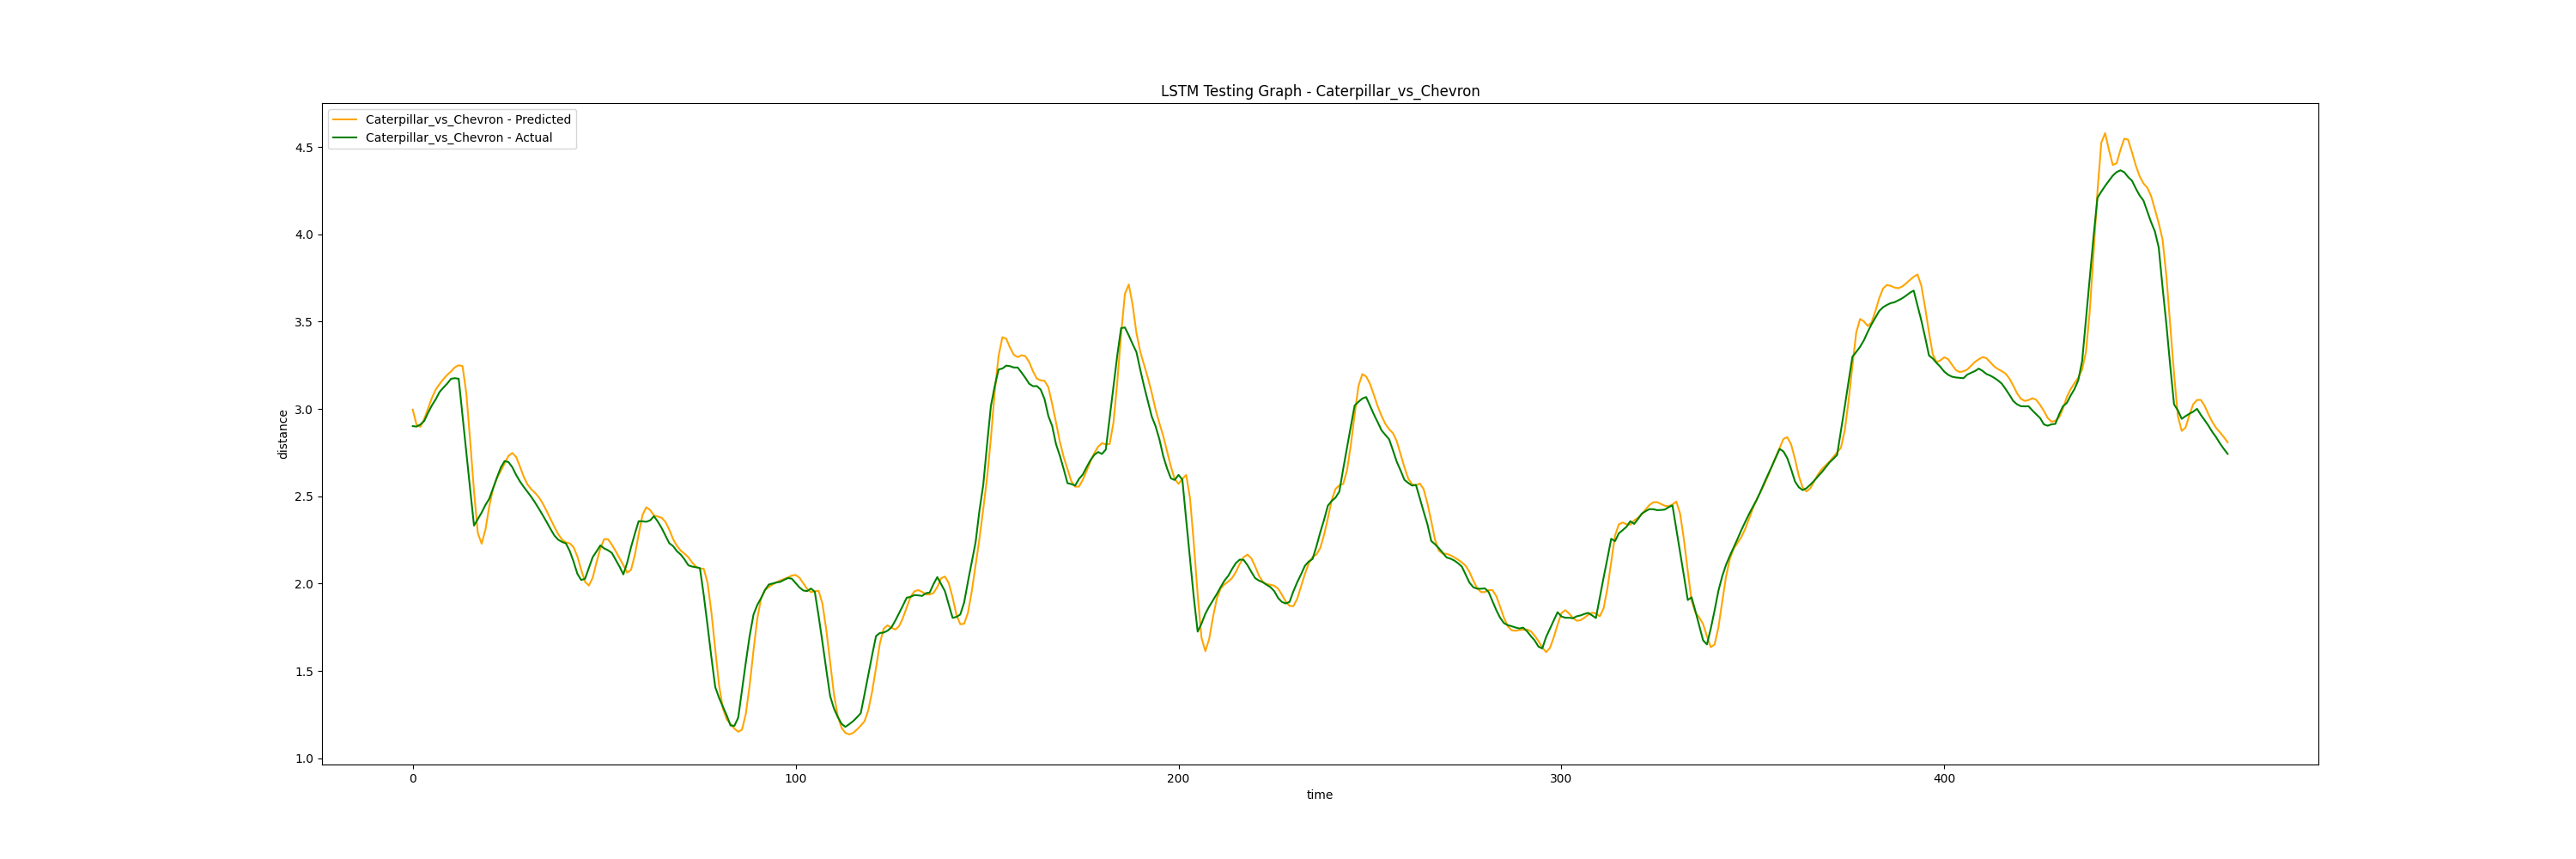 LSTM Testing Graph - Caterpillar_vs_Chevron
Caterpillar_vs_Chevron - Predicted
Caterpillar_vs_Chevron - Actual
4.5
4.0
3.5
3.0
2.5
2.0
1.5
1.0
distance
0 100 200 300 400
time